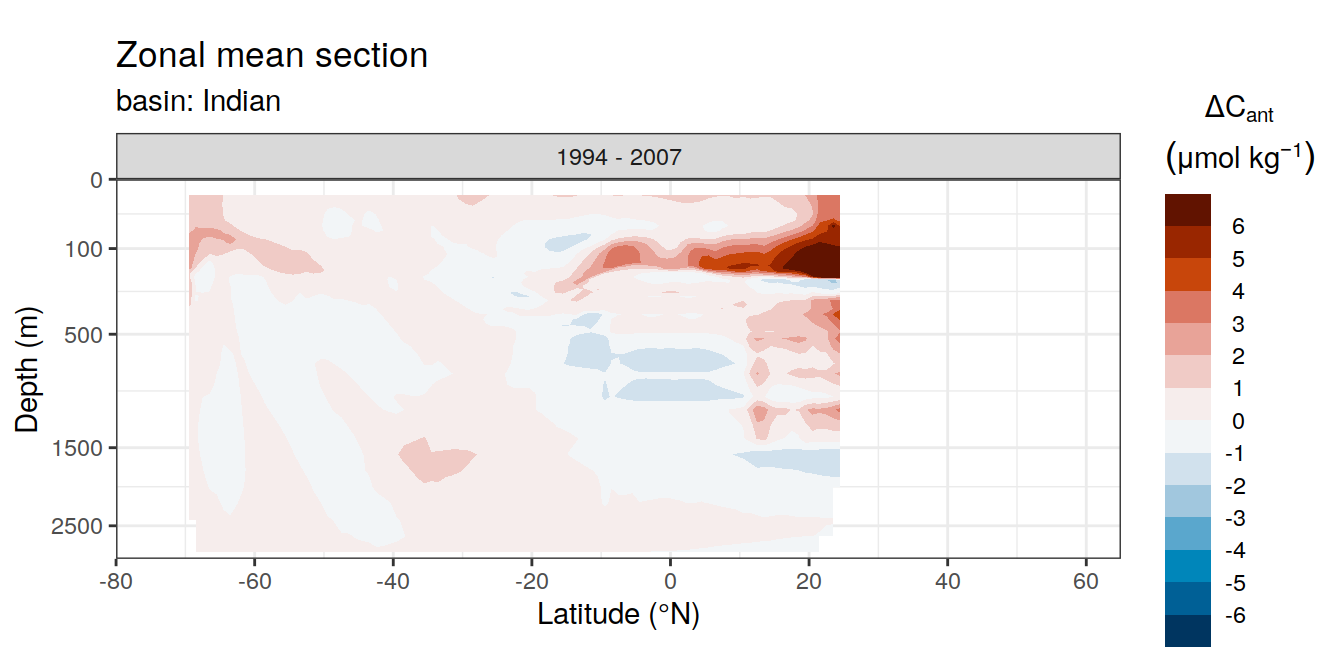 Zonal mean section
basin: Indian
1994 - 2007
ΔCant
(μmol kg−1)
0
100
500
1500
2500
Depth (m)
-80 -60 -40 -20 0 20 40 60
Latitude (°N)
6
5
4
3
2
1
0
-1
-2
-3
-4
-5
-6